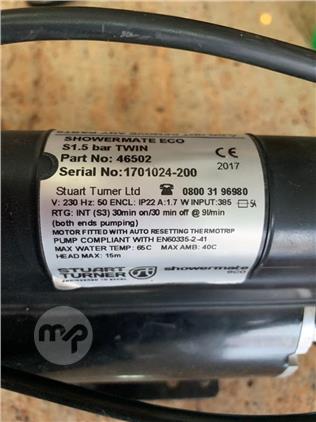 SHOWERMATE ECO
S1.5 bar TWIN
Part No: 46502
CE
2017
Serial No: 1701024-200
Stuart Turner Ltd ☎ 0800 31 96980
V: 230 Hz: 50 ENCL: IP22 A:1.7 W INPUT:385 5A
RTG: INT (S3) 30min on/30 min off @ 9l/min
(both ends pumping)
MOTOR FITTED WITH AUTO RESETTING THERMOTRIP
PUMP COMPLIANT WITH EN60335-2-41
MAX WATER TEMP: 65C MAX AMB: 40C
HEAD MAX: 15m
STUART TURNER
showermate
eco
mp